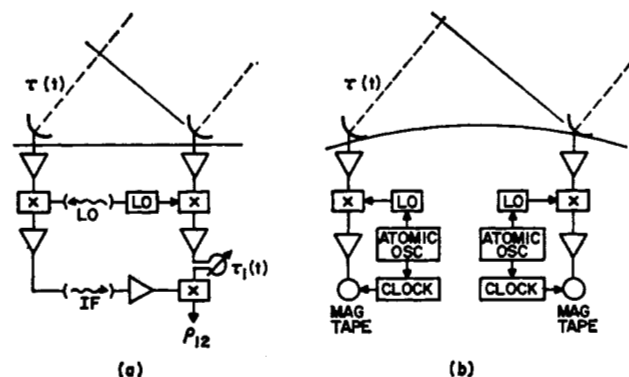 τ(t)
τ(t)
×
LO
LO
×
×
LO
LO
×
ATOMIC OSC
ATOMIC OSC
τ₁(t)
IF
×
CLOCK
CLOCK
ρ₁₂
MAG TAPE
MAG TAPE
(a)
(b)